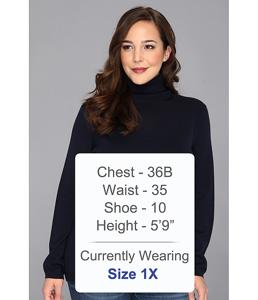 Chest - 36B
Waist - 35
Shoe - 10
Height - 5’9”
Currently Wearing
Size 1X